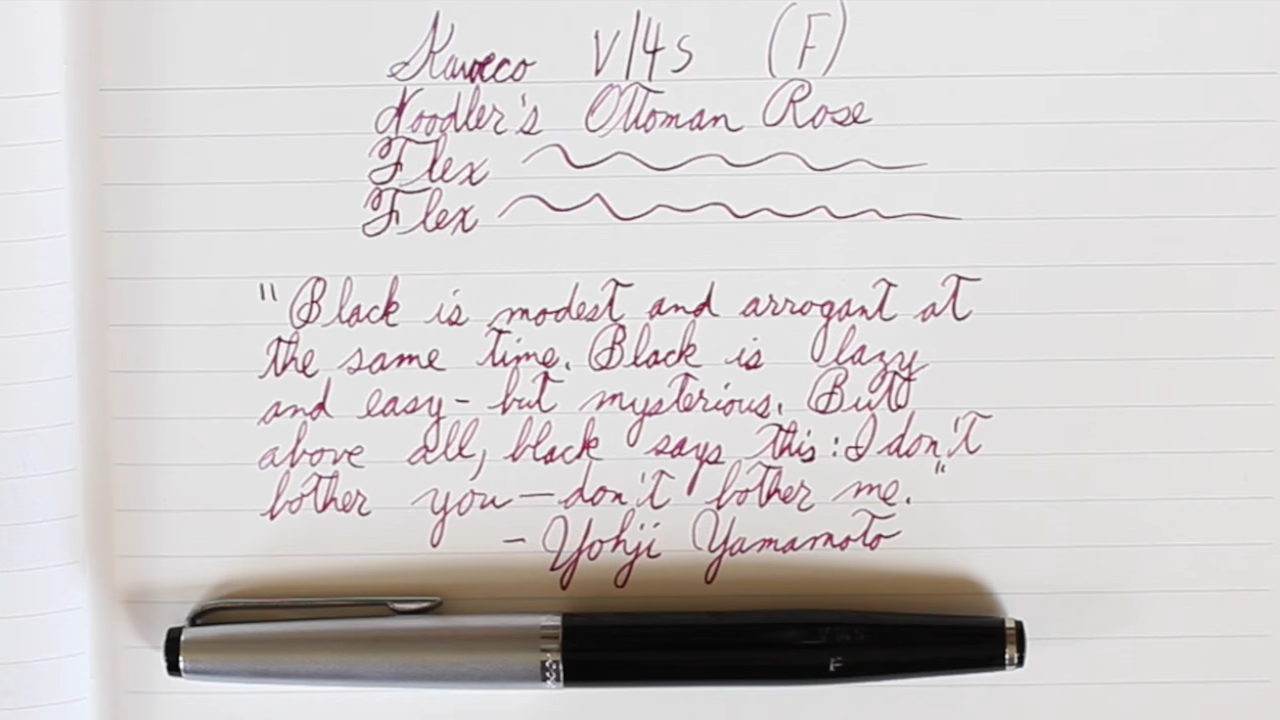 Kaweco V14S (F)
Noodler's Ottoman Rose
Flex
Flex
"Black is modest and arrogant at
the same time. Black is lazy
and easy- but mysterious. But
above all, black says this: I don't
bother you—don't bother me."
- Yohji Yamamoto
V14S
F